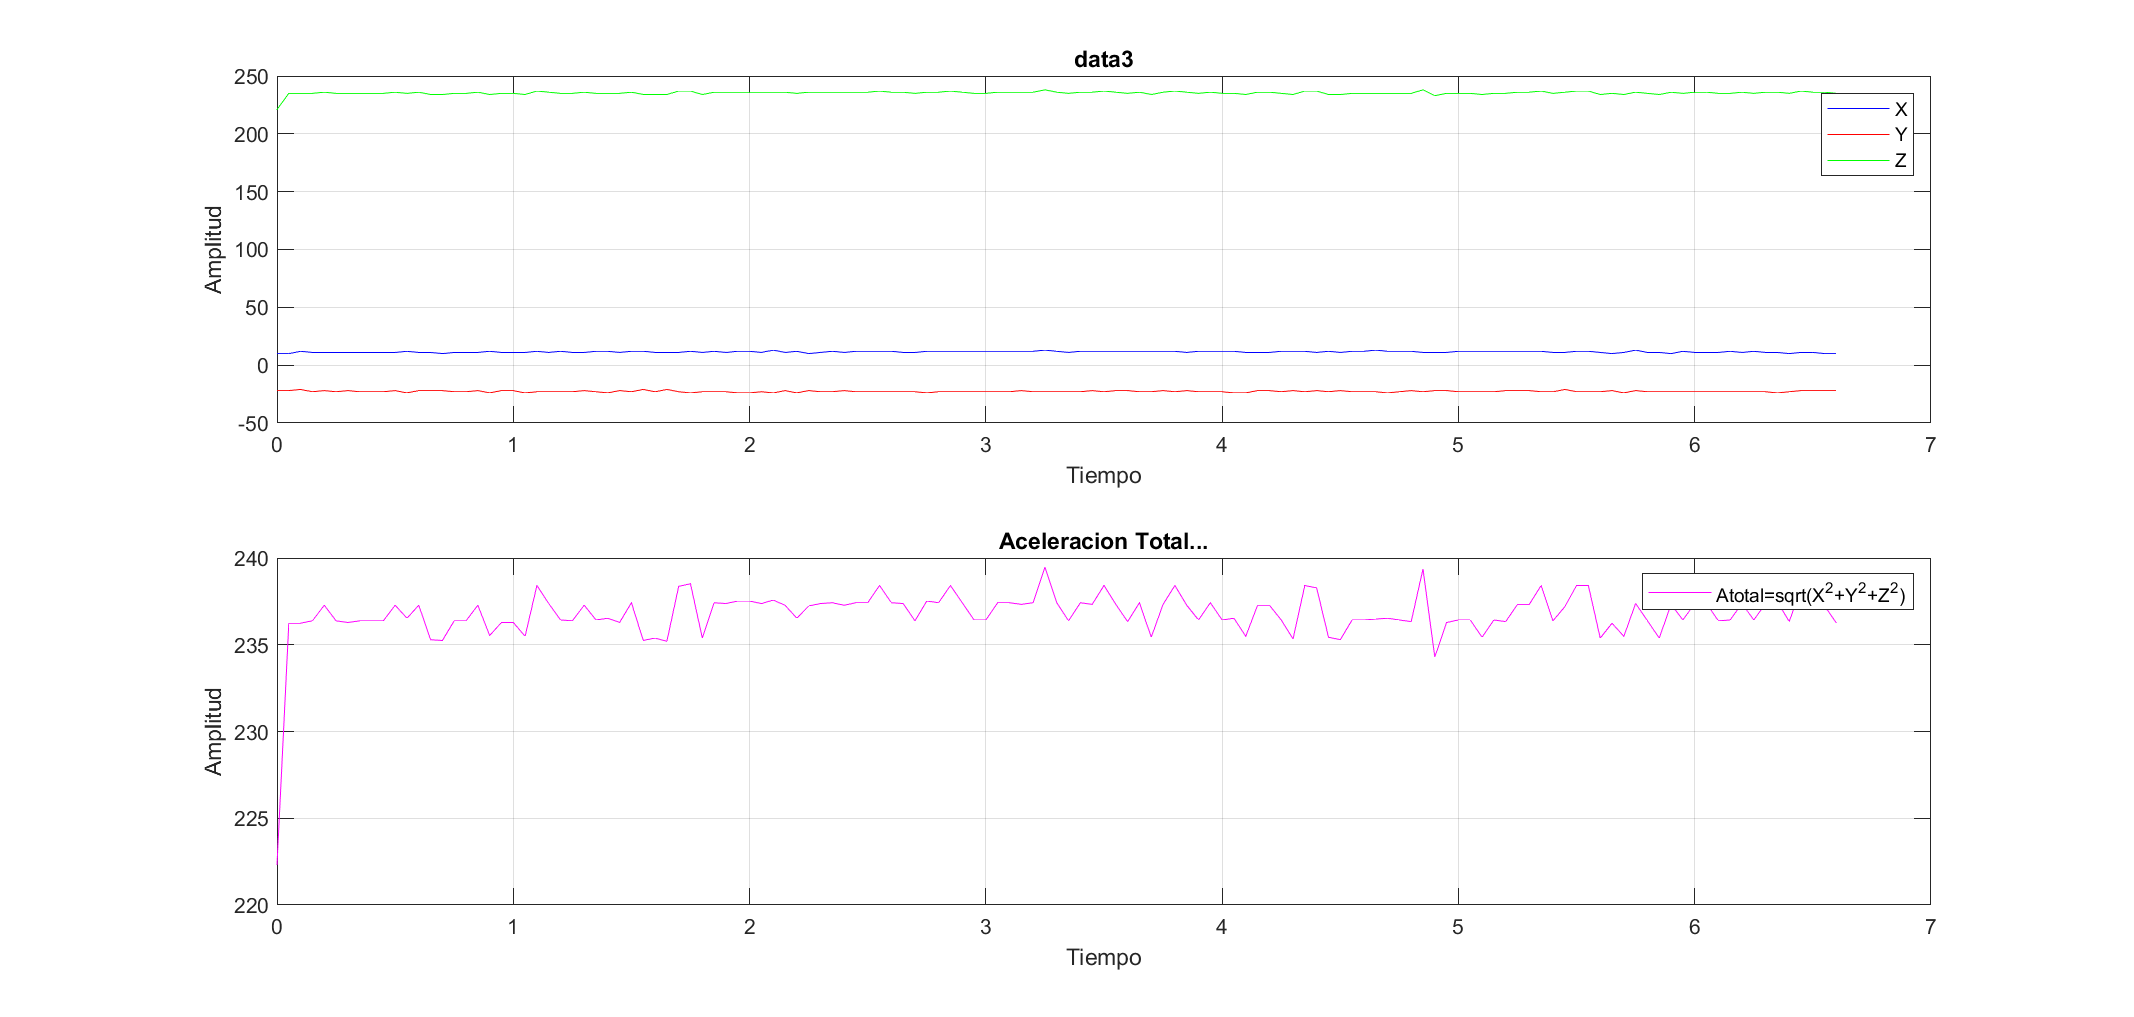 data3
250
200
150
100
50
0
-50
Amplitud
X
Y
Z
0 1 2 3 4 5 6 7
Tiempo
Aceleracion Total...
240
235
230
225
220
Amplitud
Atotal=sqrt(X²+Y²+Z²)
0 1 2 3 4 5 6 7
Tiempo